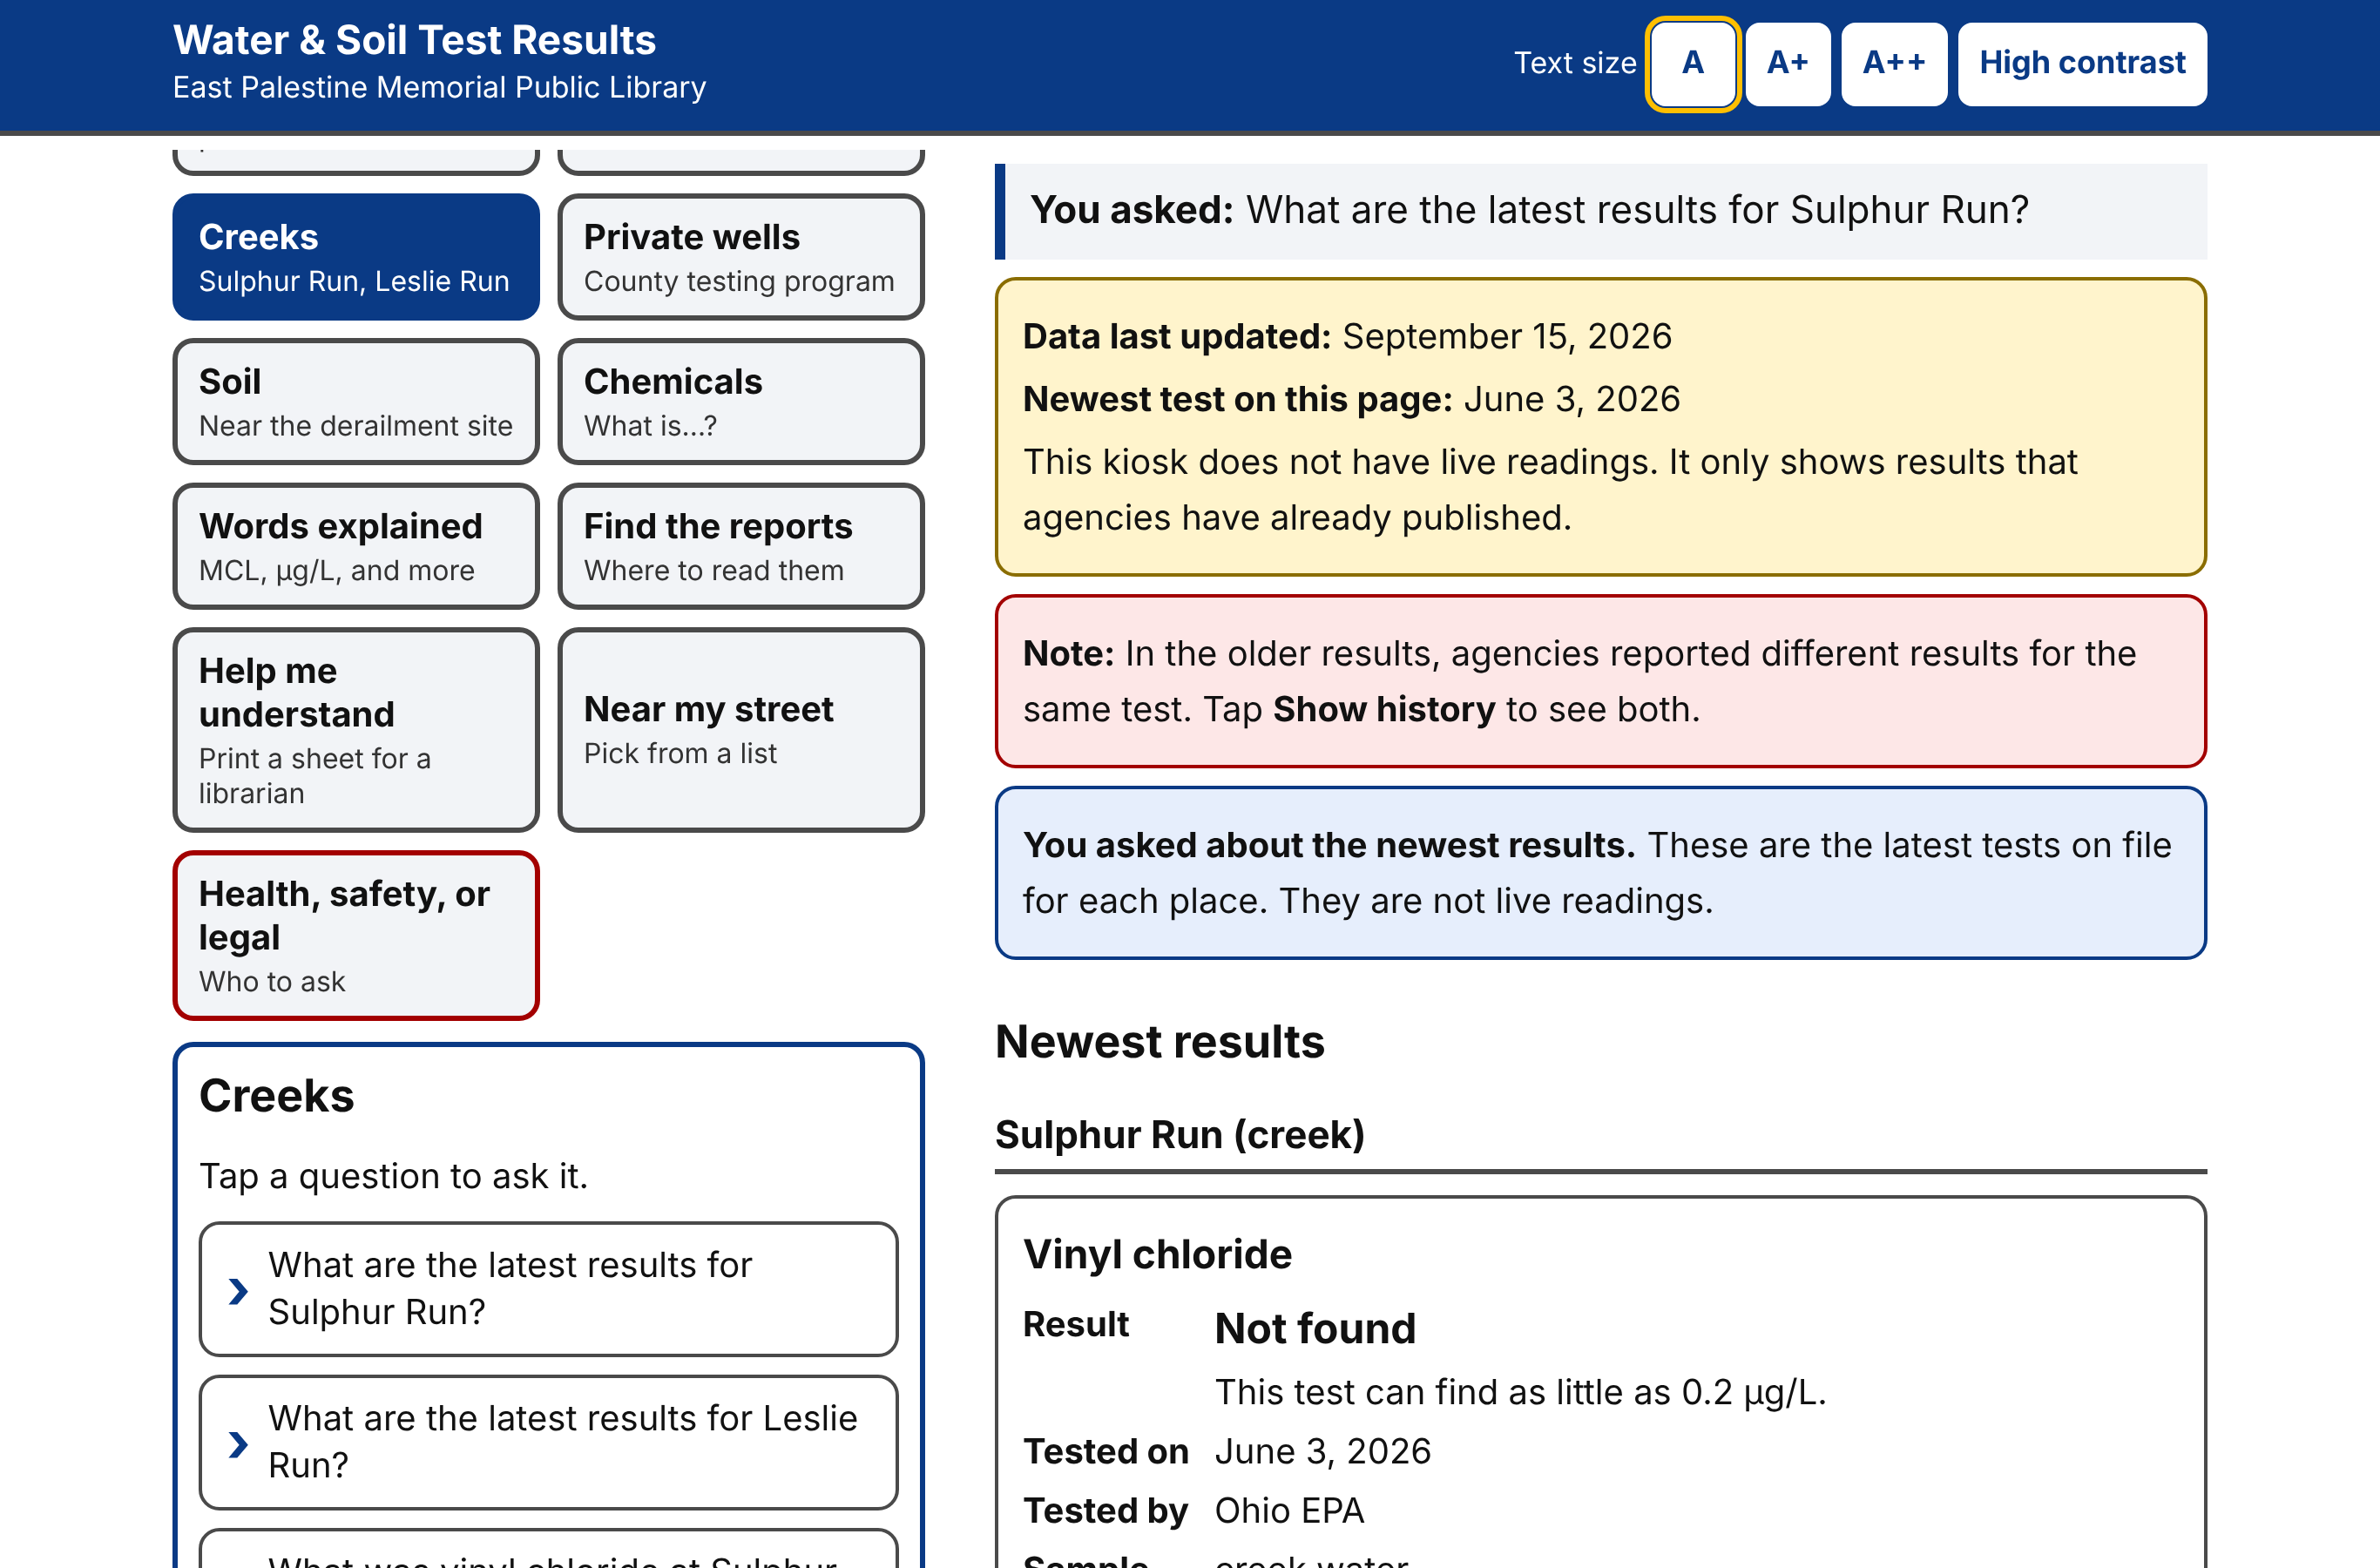 Water & Soil Test Results
East Palestine Memorial Public Library
Text size
A
A+
A++
High contrast
Creeks
Sulphur Run, Leslie Run
Private wells
County testing program
Soil
Near the derailment site
Chemicals
What is...?
Words explained
MCL, µg/L, and more
Find the reports
Where to read them
Help me
understand
Print a sheet for a
librarian
Near my street
Pick from a list
Health, safety, or
legal
Who to ask
Creeks
Tap a question to ask it.
› What are the latest results for
Sulphur Run?
› What are the latest results for Leslie
Run?
What was vinyl chloride at Sulphur
You asked: What are the latest results for Sulphur Run?
Data last updated: September 15, 2026
Newest test on this page: June 3, 2026
This kiosk does not have live readings. It only shows results that
agencies have already published.
Note: In the older results, agencies reported different results for the
same test. Tap Show history to see both.
You asked about the newest results. These are the latest tests on file
for each place. They are not live readings.
Newest results
Sulphur Run (creek)
Vinyl chloride
Result Not found
This test can find as little as 0.2 µg/L.
Tested on June 3, 2026
Tested by Ohio EPA
Sample creek water